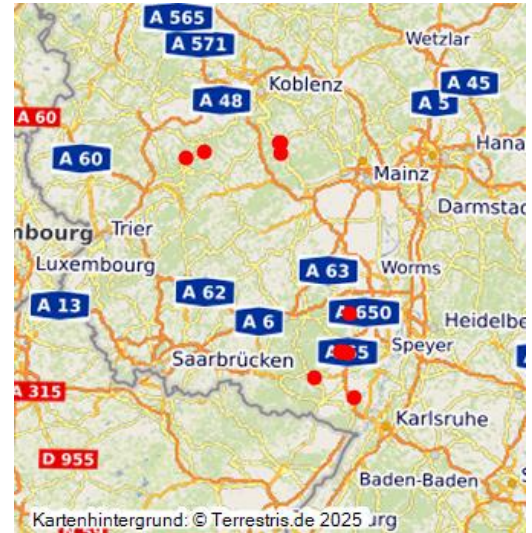 A 565
A 571
Wetzlar
Koblenz
A 45
A 48
A 5
A 60
Hana
A 60
Mainz
Darmstad
Trier
mbourg
Luxembourg
A 63
Worms
A 62
A 13
A 650
A 6
Heidelbe
Speyer
Saarbrücken
A 315
Karlsruhe
D 955
Baden-Baden
Kartenhintergrund: © Terrestris.de 2025
urg